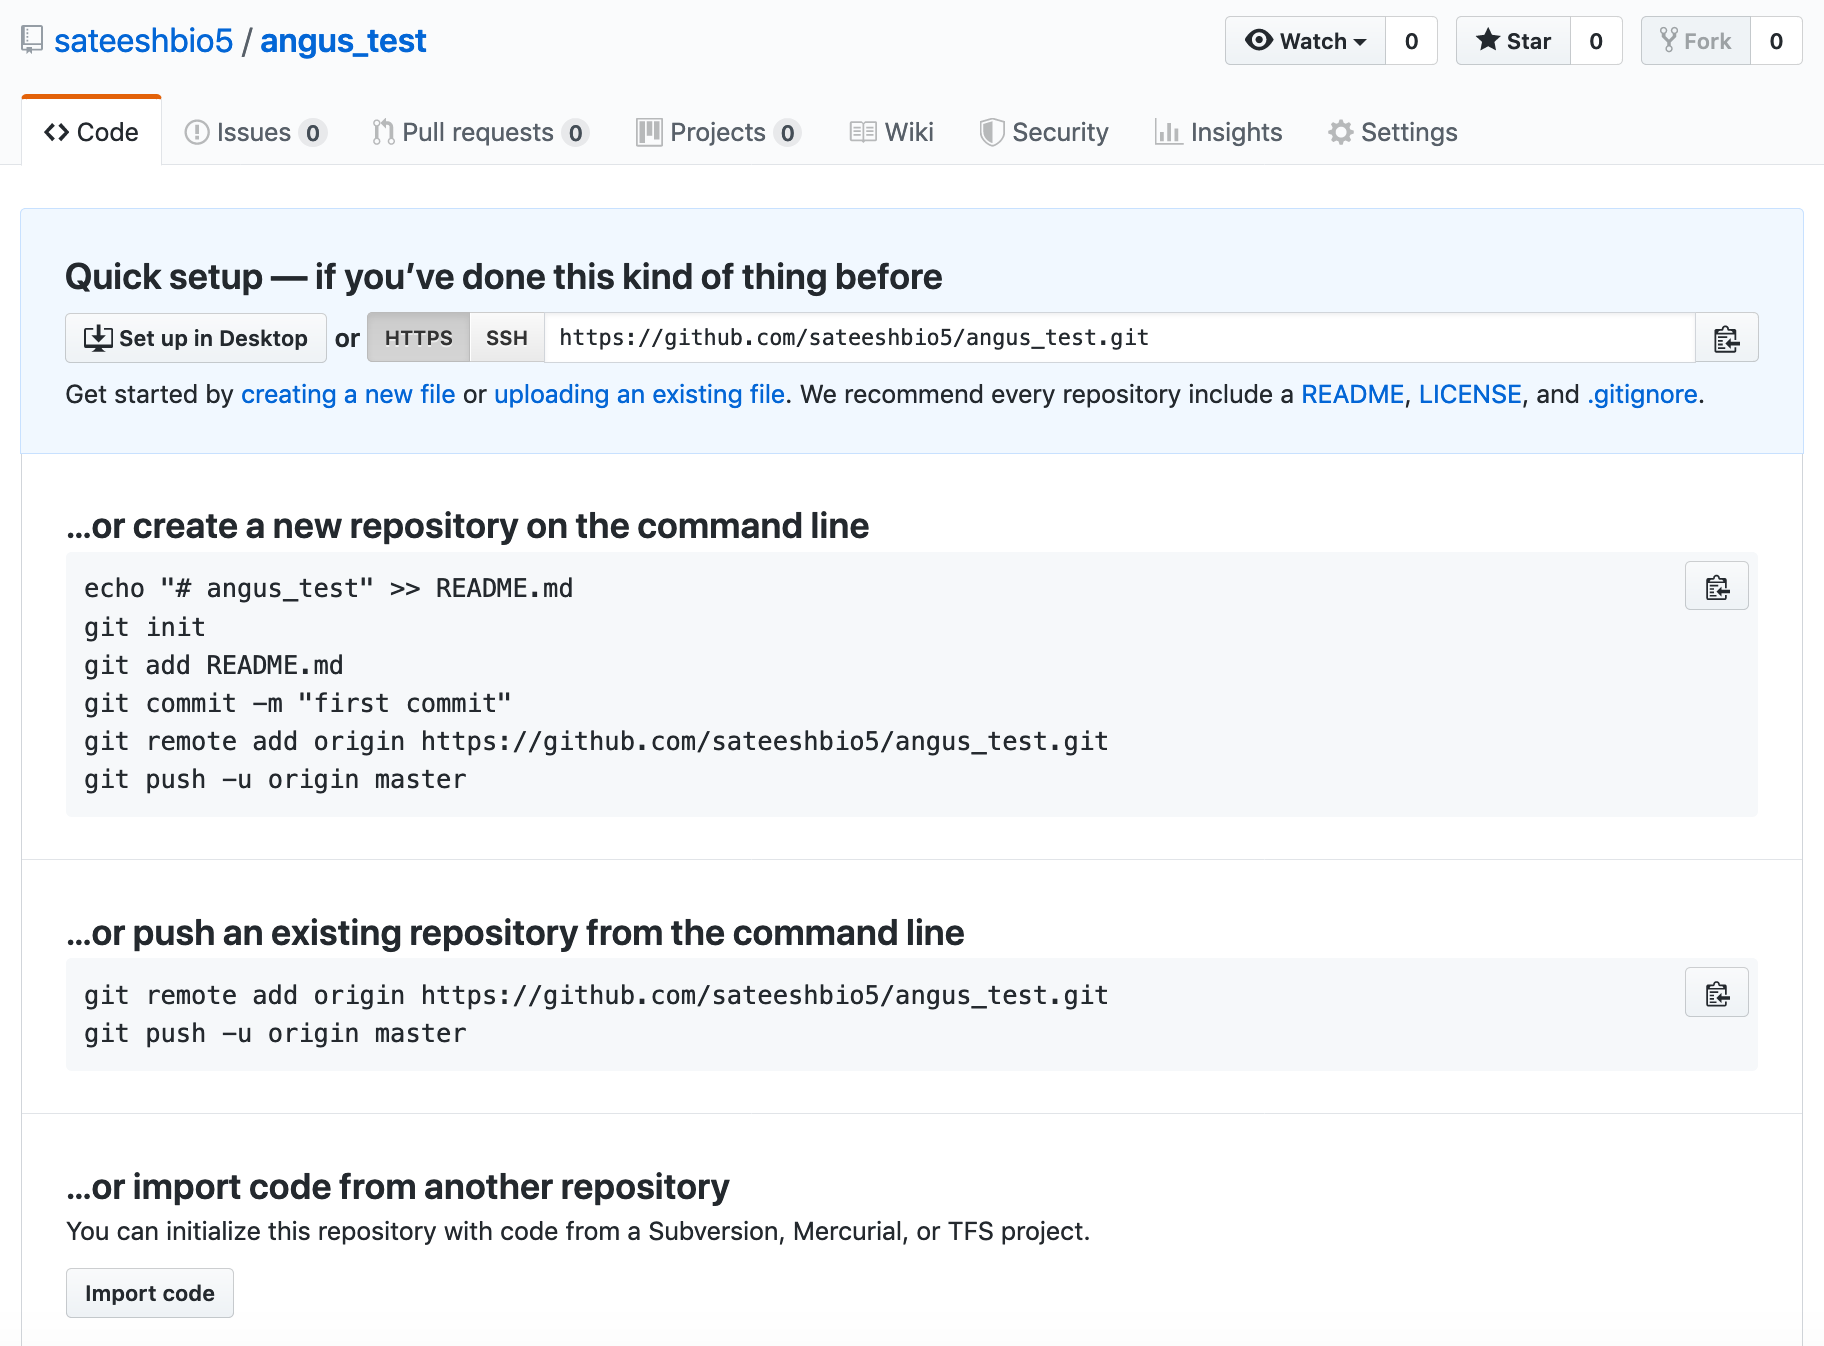 sateeshbio5 / angus_test
Watch 0 Star 0 Fork 0
Code Issues 0 Pull requests 0 Projects 0 Wiki Security Insights Settings
Quick setup — if you’ve done this kind of thing before
Set up in Desktop or HTTPS SSH https://github.com/sateeshbio5/angus_test.git
Get started by creating a new file or uploading an existing file. We recommend every repository include a README, LICENSE, and .gitignore.
…or create a new repository on the command line
echo "# angus_test" >> README.md
git init
git add README.md
git commit -m "first commit"
git remote add origin https://github.com/sateeshbio5/angus_test.git
git push -u origin master
…or push an existing repository from the command line
git remote add origin https://github.com/sateeshbio5/angus_test.git
git push -u origin master
…or import code from another repository
You can initialize this repository with code from a Subversion, Mercurial, or TFS project.
Import code